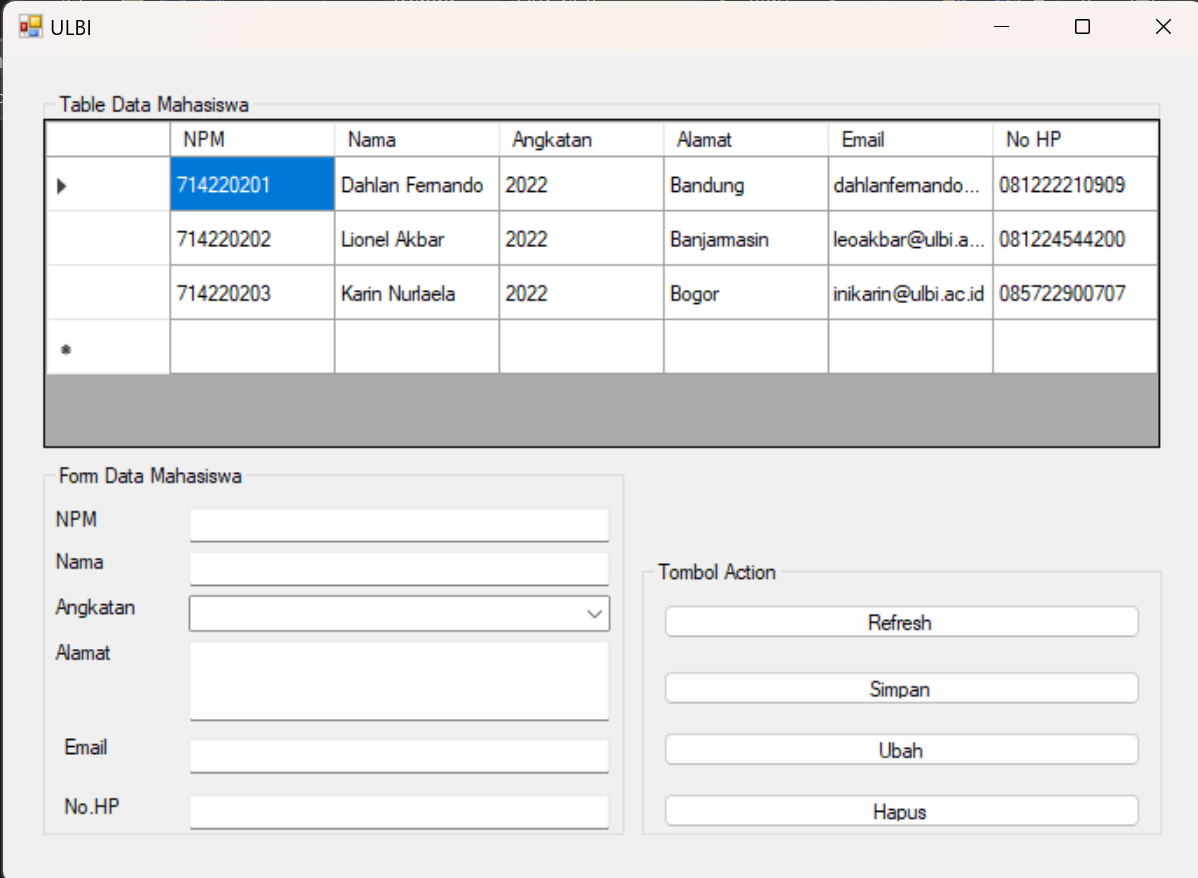 ULBI
Table Data Mahasiswa
NPM Nama Angkatan Alamat Email No HP
714220201 Dahlan Fernando 2022 Bandung dahlanfernando... 081222210909
714220202 Lionel Akbar 2022 Banjarmasin leoakbar@ulbi.a... 081224544200
714220203 Karin Nurlaela 2022 Bogor inikarin@ulbi.ac.id 085722900707
Form Data Mahasiswa
NPM
Nama
Angkatan
Alamat
Email
No.HP
Tombol Action
Refresh
Simpan
Ubah
Hapus